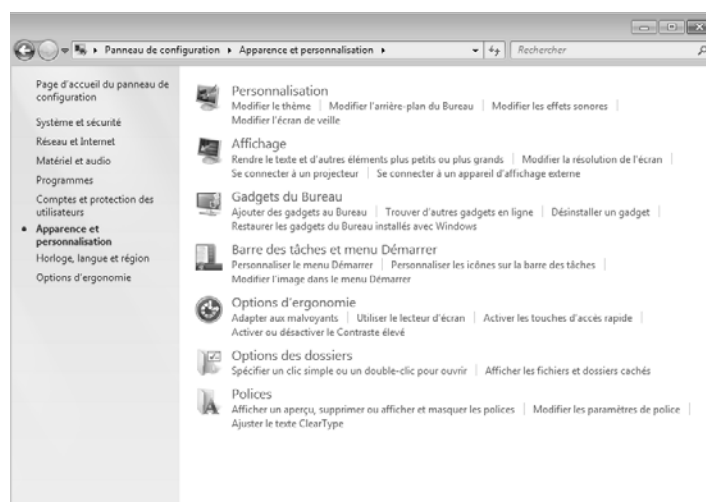 Panneau de configuration ▸ Apparence et personnalisation ▸
Rechercher
Page d'accueil du panneau de
configuration
Système et sécurité
Réseau et Internet
Matériel et audio
Programmes
Comptes et protection des
utilisateurs
• Apparence et
personnalisation
Horloge, langue et région
Options d'ergonomie
Personnalisation
Modifier le thème | Modifier l'arrière-plan du Bureau | Modifier les effets sonores |
Modifier l'écran de veille
Affichage
Rendre le texte et d'autres éléments plus petits ou plus grands | Modifier la résolution de l'écran |
Se connecter à un projecteur | Se connecter à un appareil d'affichage externe
Gadgets du Bureau
Ajouter des gadgets au Bureau | Trouver d'autres gadgets en ligne | Désinstaller un gadget |
Restaurer les gadgets du Bureau installés avec Windows
Barre des tâches et menu Démarrer
Personnaliser le menu Démarrer | Personnaliser les icônes sur la barre des tâches |
Modifier l'image dans le menu Démarrer
Options d'ergonomie
Adapter aux malvoyants | Utiliser le lecteur d'écran | Activer les touches d'accès rapide |
Activer ou désactiver le Contraste élevé
Options des dossiers
Spécifier un clic simple ou un double-clic pour ouvrir | Afficher les fichiers et dossiers cachés
Polices
Afficher un aperçu, supprimer ou afficher et masquer les polices | Modifier les paramètres de police |
Ajuster le texte ClearType